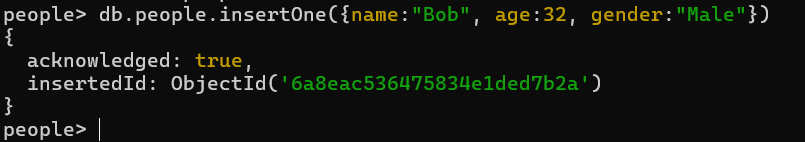 people> db.people.insertOne({name:"Bob", age:32, gender:"Male"})
{
  acknowledged: true,
  insertedId: ObjectId('6a8eac536475834e1ded7b2a')
}
people>